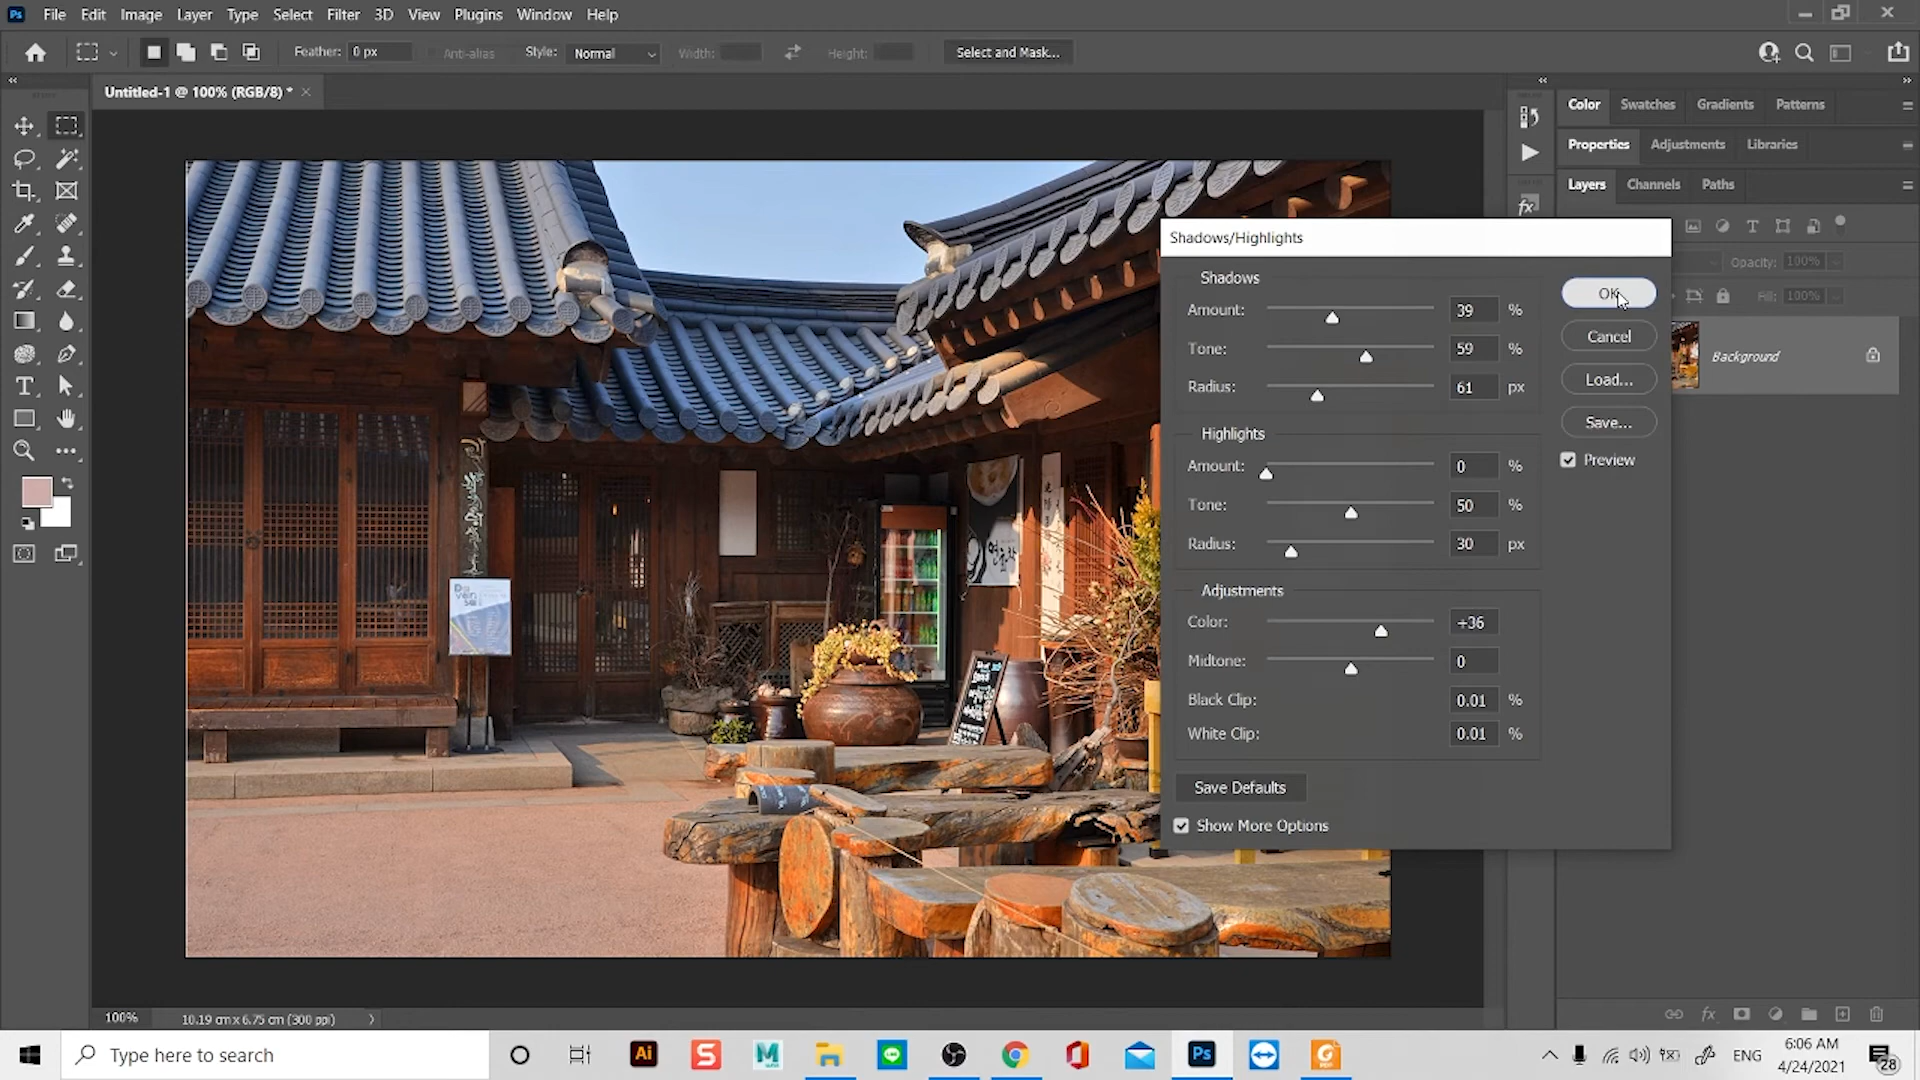 File Edit Image Layer Type Select Filter 3D View Plugins Window Help
Feather: 0 px Anti-alias Style: Normal Width: Height: Select and Mask...
Untitled-1 @ 100% (RGB/8) *
Color Swatches Gradients Patterns
Properties Adjustments Libraries
Layers Channels Paths
Opacity: 100%
Fill: 100%
Background
Shadows/Highlights
Shadows
Amount: 39 %
Tone: 59 %
Radius: 61 px
Highlights
Amount: 0 %
Tone: 50 %
Radius: 30 px
Adjustments
Color: +36
Midtone: 0
Black Clip: 0.01 %
White Clip: 0.01 %
Save Defaults
Show More Options
OK
Cancel
Load...
Save...
Preview
100% 10.19 cm x 6.75 cm (300 ppi)
Type here to search
Ai
Ps
ENG
6:06 AM
4/24/2021
28